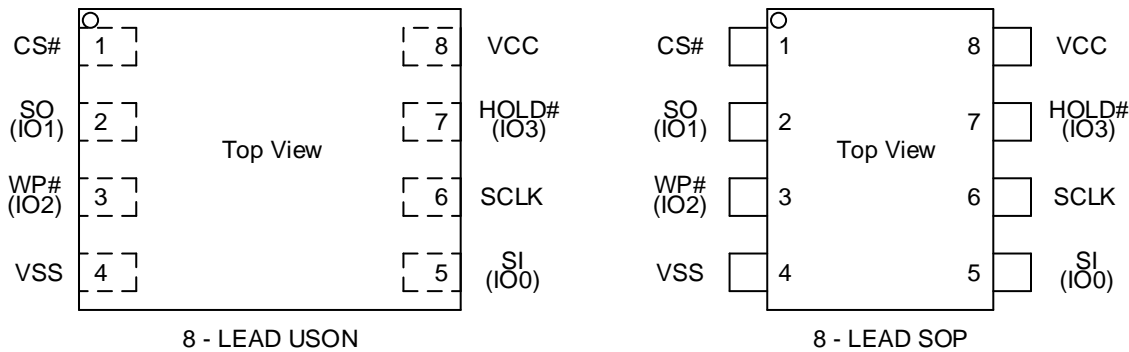 CS#
1
8
VCC
SO
(IO1)
2
7
HOLD#
(IO3)
Top View
WP#
(IO2)
3
6
SCLK
VSS
4
5
SI
(IO0)
8 - LEAD USON
CS#
1
8
VCC
SO
(IO1)
2
7
HOLD#
(IO3)
Top View
WP#
(IO2)
3
6
SCLK
VSS
4
5
SI
(IO0)
8 - LEAD SOP